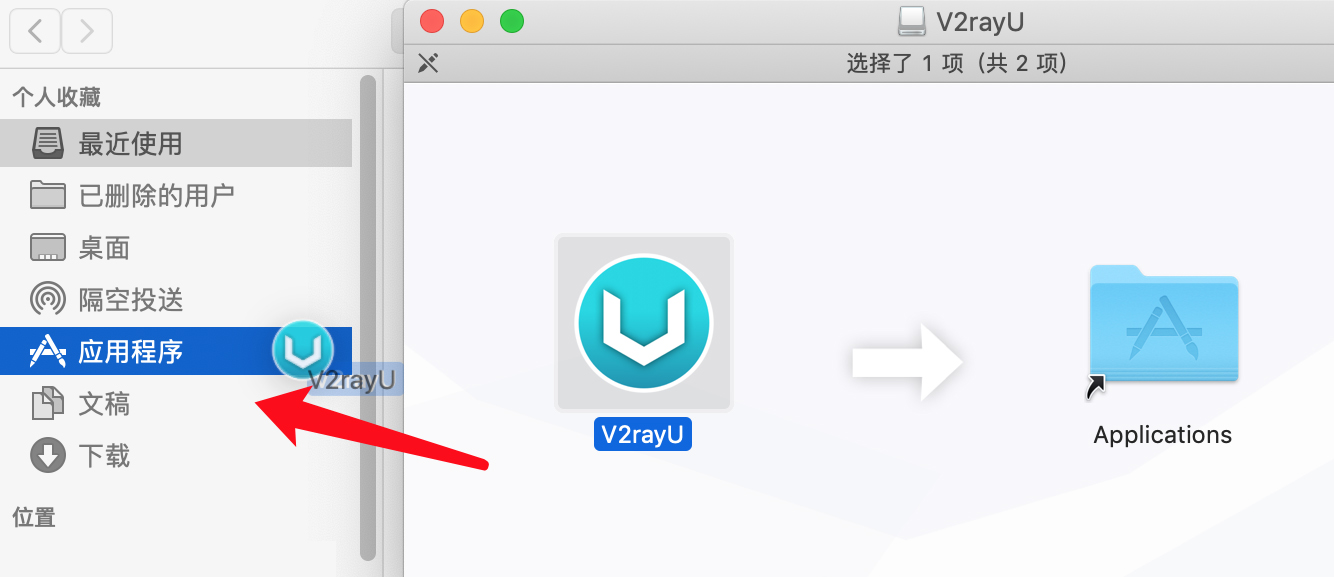 个人收藏
最近使用
已删除的用户
桌面
隔空投送
应用程序
V2rayU
文稿
下载
位置
V2rayU
选择了 1 项（共 2 项）
V2rayU
Applications